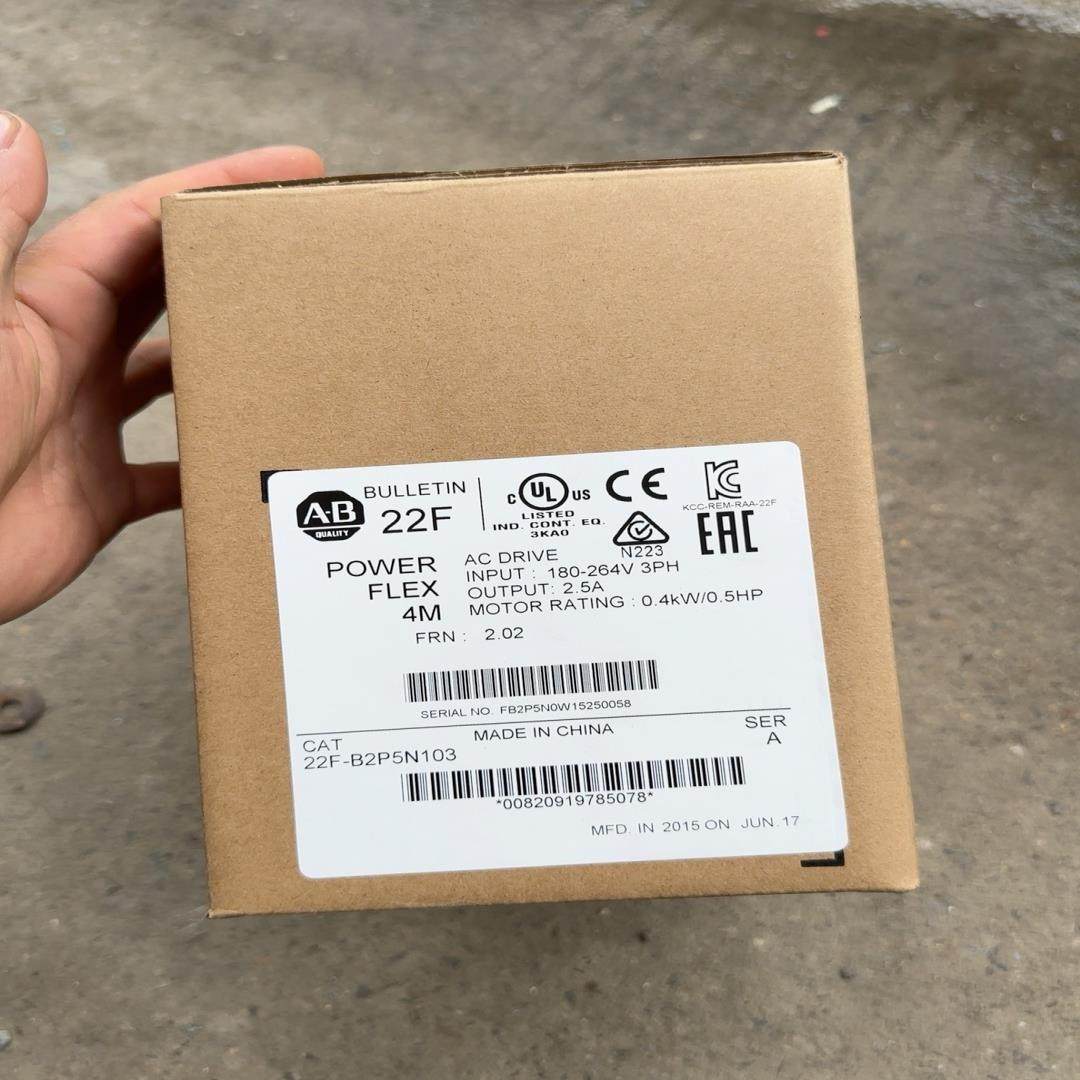 A-B
QUALITY
BULLETIN
22F
C UL US
LISTED
IND. CONT. EQ.
3KA0
CE
N223
KC
KCC-REM-RAA-22F
EAC
POWER
FLEX
4M
AC DRIVE
INPUT : 180-264V 3PH
OUTPUT: 2.5A
MOTOR RATING : 0.4kW/0.5HP
FRN : 2.02
SERIAL NO. FB2P5N0W15250058
MADE IN CHINA
CAT
22F-B2P5N103
SER
A
*00820919785078*
MFD. IN 2015 ON JUN.17